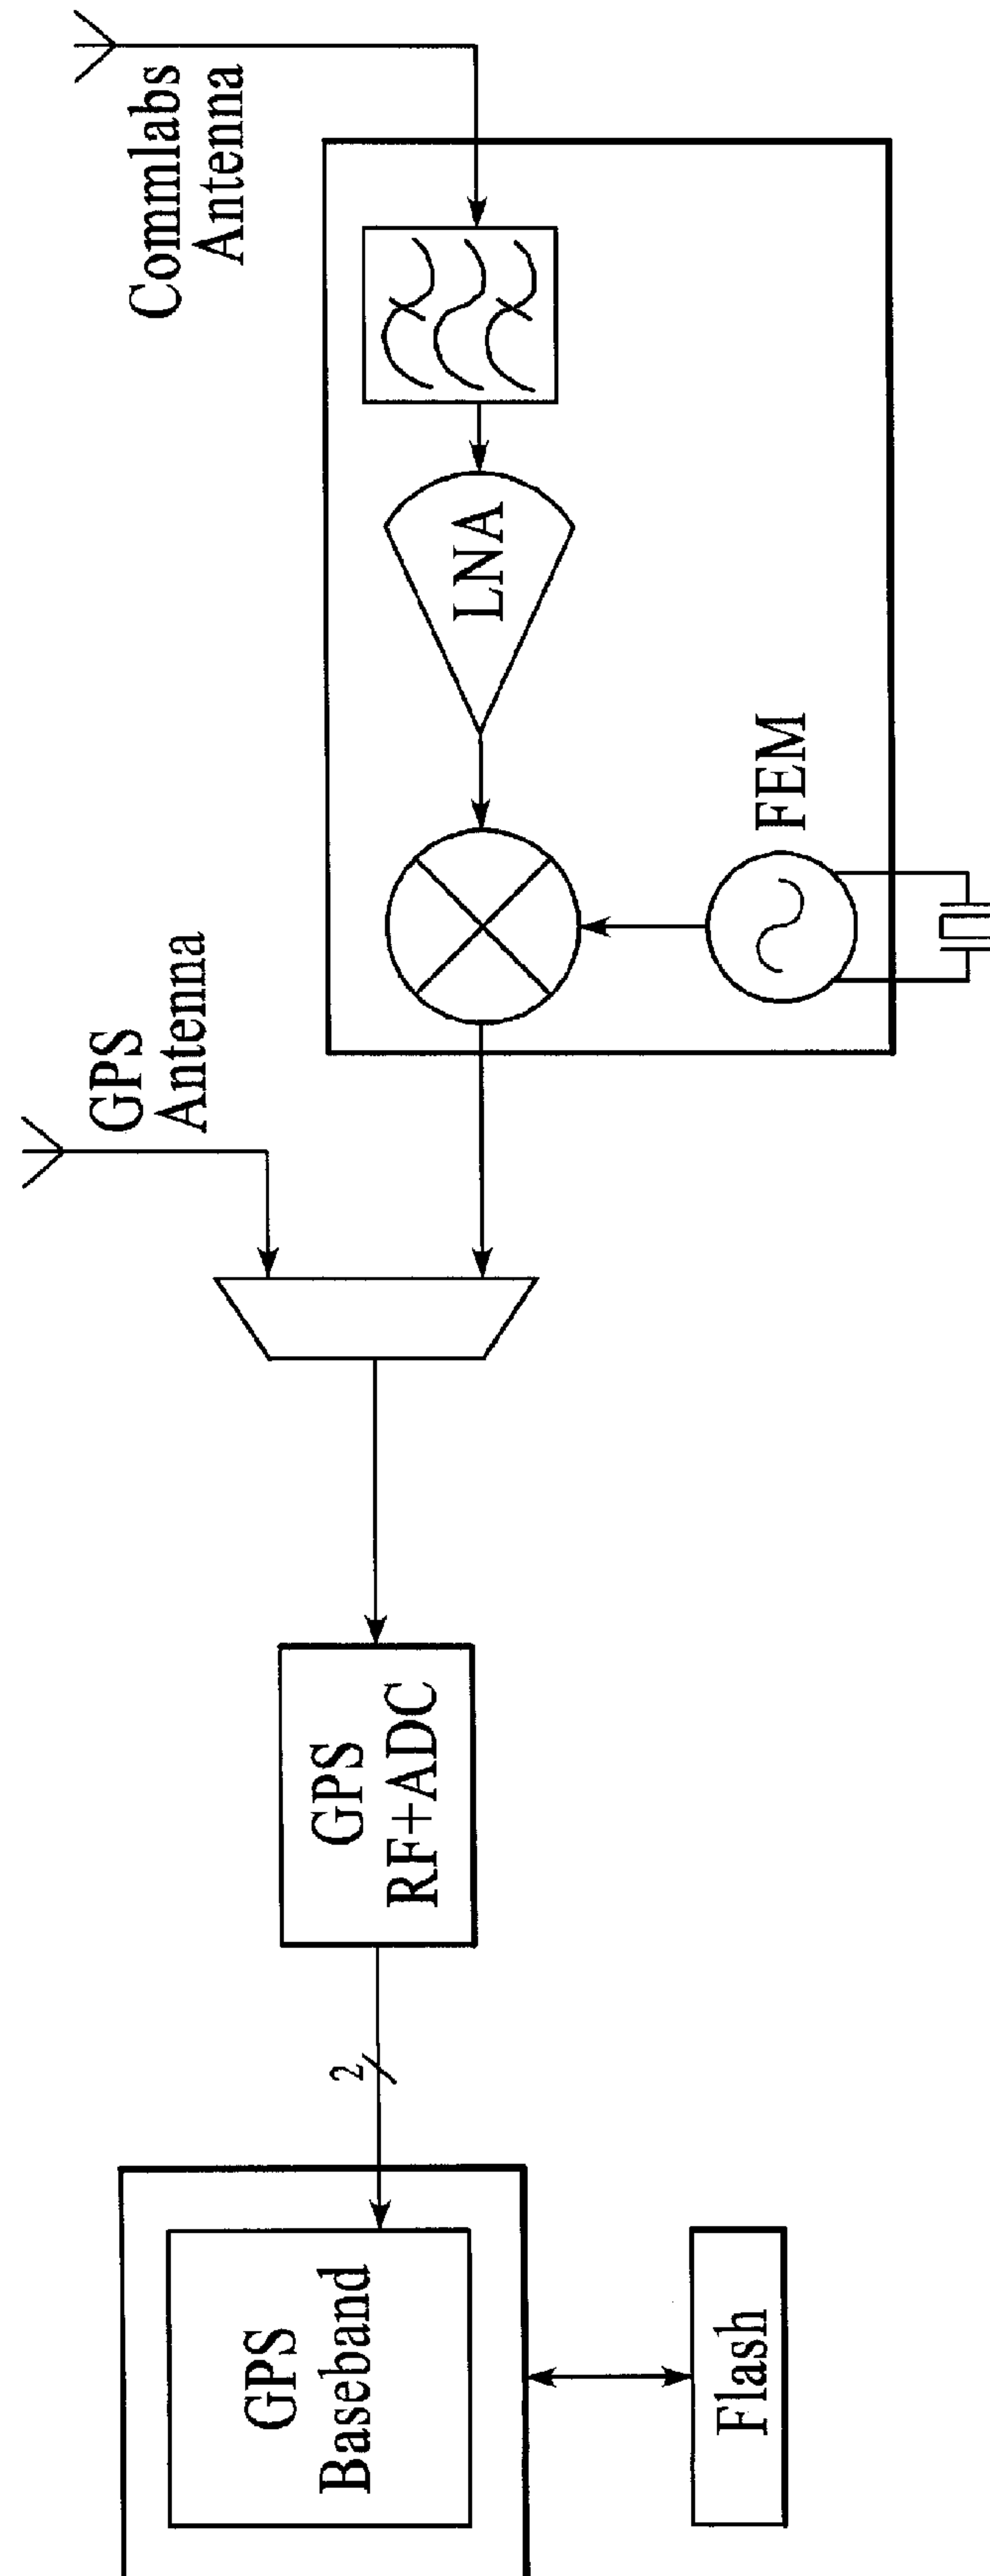 Commlabs
Antenna
LNA
FEM
GPS
Antenna
GPS
RF+ADC
2
GPS
Baseband
Flash